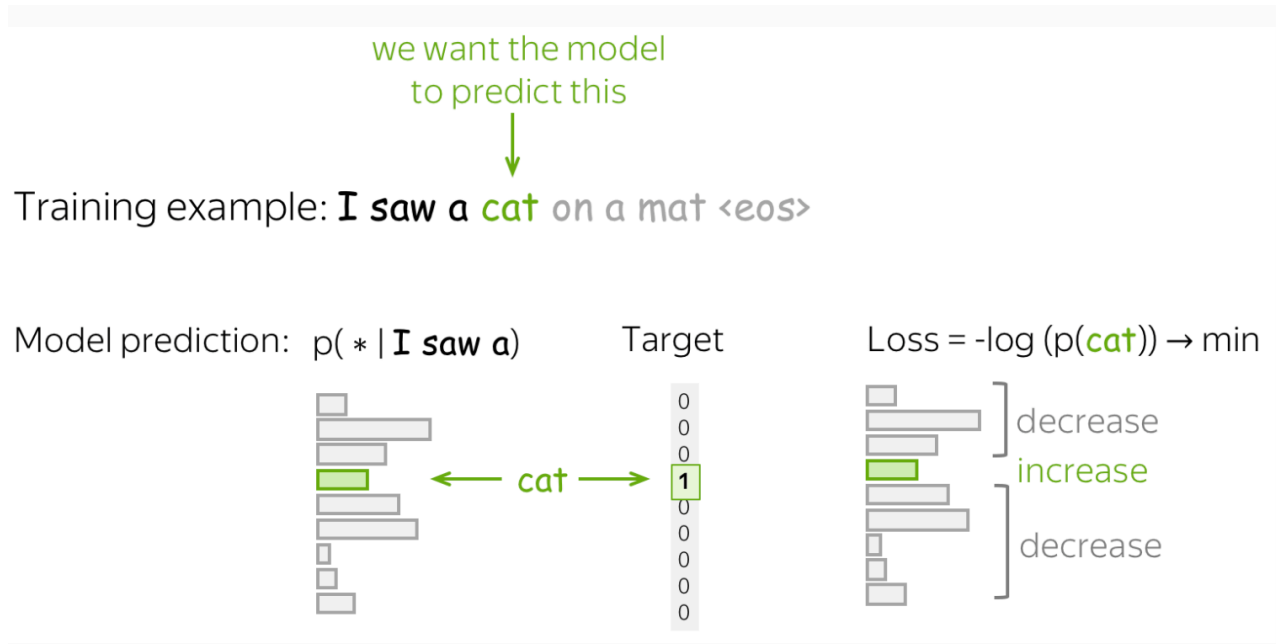 we want the model
to predict this
Training example: I saw a cat on a mat <eos>
Model prediction: p( * | I saw a)
Target
Loss = -log (p(cat)) → min
0
0
0
cat
1
0
0
0
0
0
decrease
increase
decrease